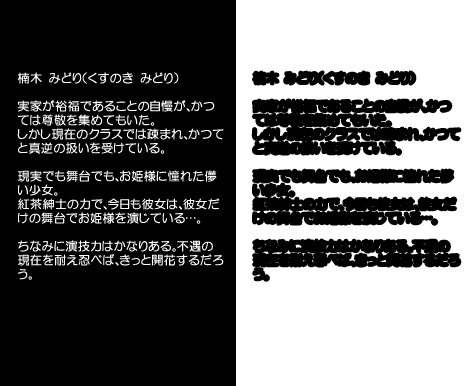 楠木 みどり(くすのき みどり)
実家が裕福であることの自慢が、かつ
ては尊敬を集めてもいた。
しかし現在のクラスでは疎まれ、かつて
と真逆の扱いを受けている。
現実でも舞台でも、お姫様に憧れた儚
い少女。
紅茶紳士の力で、今日も彼女は、彼女だ
けの舞台でお姫様を演じている…。
ちなみに演技力はかなりある。不遇の
現在を耐え忍べば、きっと開花するだろ
う。
楠木 みどり(くすのき みどり)
実家が裕福であることの自慢が、かつ
ては尊敬を集めてもいた。
しかし現在のクラスでは疎まれ、かつて
と真逆の扱いを受けている。
現実でも舞台でも、お姫様に憧れた儚
い少女。
紅茶紳士の力で、今日も彼女は、彼女だ
けの舞台でお姫様を演じている…。
ちなみに演技力はかなりある。不遇の
現在を耐え忍べば、きっと開花するだろ
う。